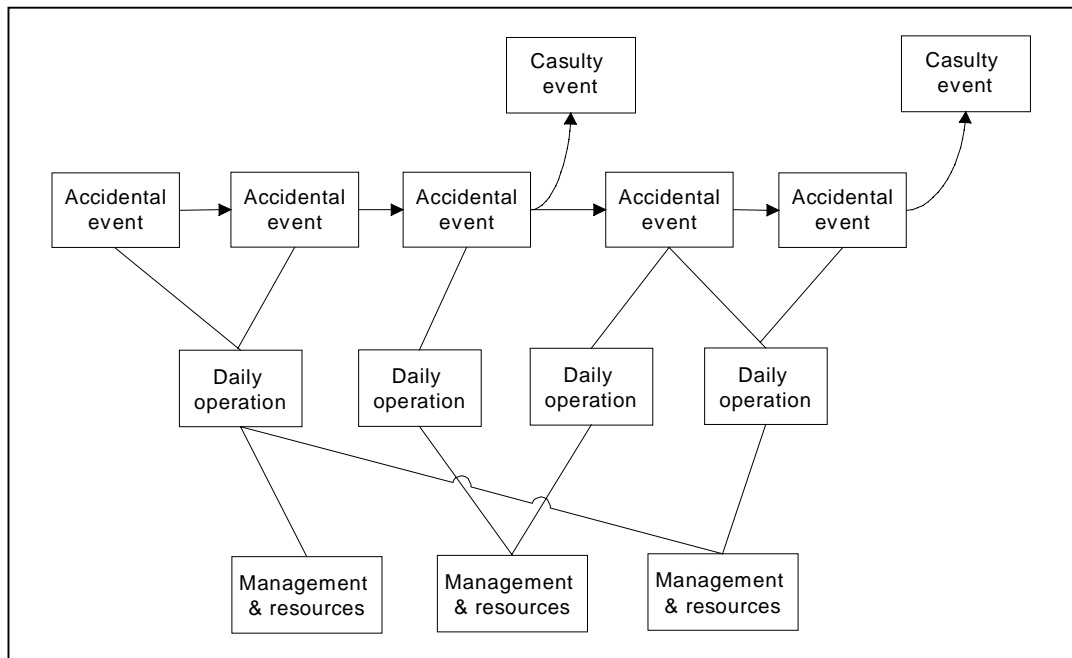 Casulty
event
Casulty
event
Accidental
event
Accidental
event
Accidental
event
Accidental
event
Accidental
event
Daily
operation
Daily
operation
Daily
operation
Daily
operation
Management
& resources
Management
& resources
Management
& resources